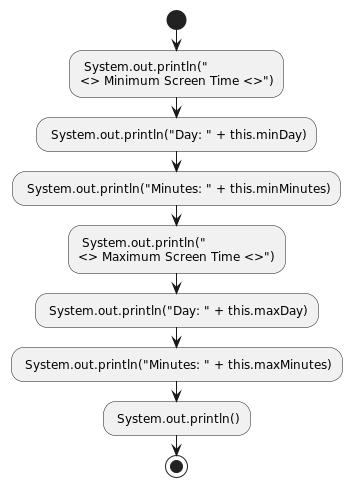 System.out.println("
<> Minimum Screen Time <>")
System.out.println("Day: " + this.minDay)
System.out.println("Minutes: " + this.minMinutes)
System.out.println("
<> Maximum Screen Time <>")
System.out.println("Day: " + this.maxDay)
System.out.println("Minutes: " + this.maxMinutes)
System.out.println()